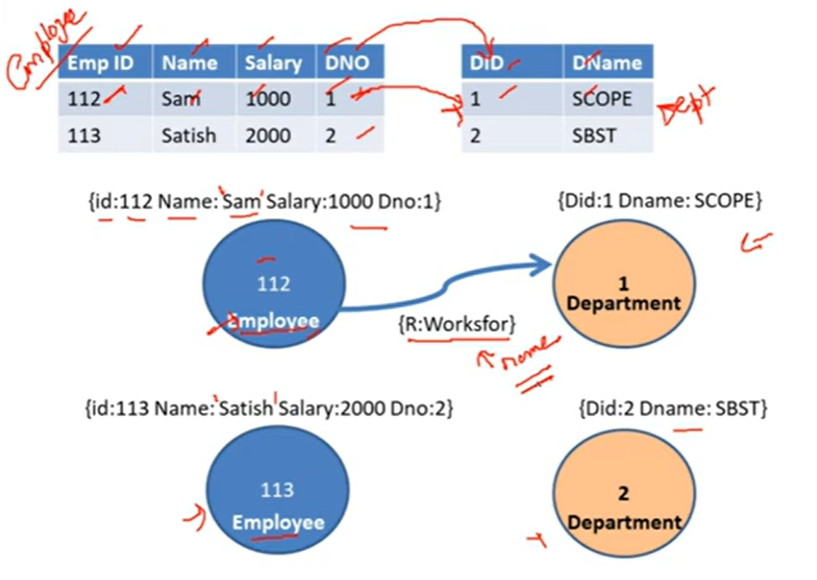 Employee
Emp ID Name Salary DNO
112 Sam 1000 1
113 Satish 2000 2
DID DName
1 SCOPE
2 SBST
Dept
{id:112 Name: 'Sam' Salary:1000 Dno:1}
{Did:1 Dname: SCOPE}
112
Employee
1
Department
{R:Worksfor}
name
{id:113 Name: 'Satish' Salary:2000 Dno:2}
{Did:2 Dname: SBST}
113
Employee
2
Department